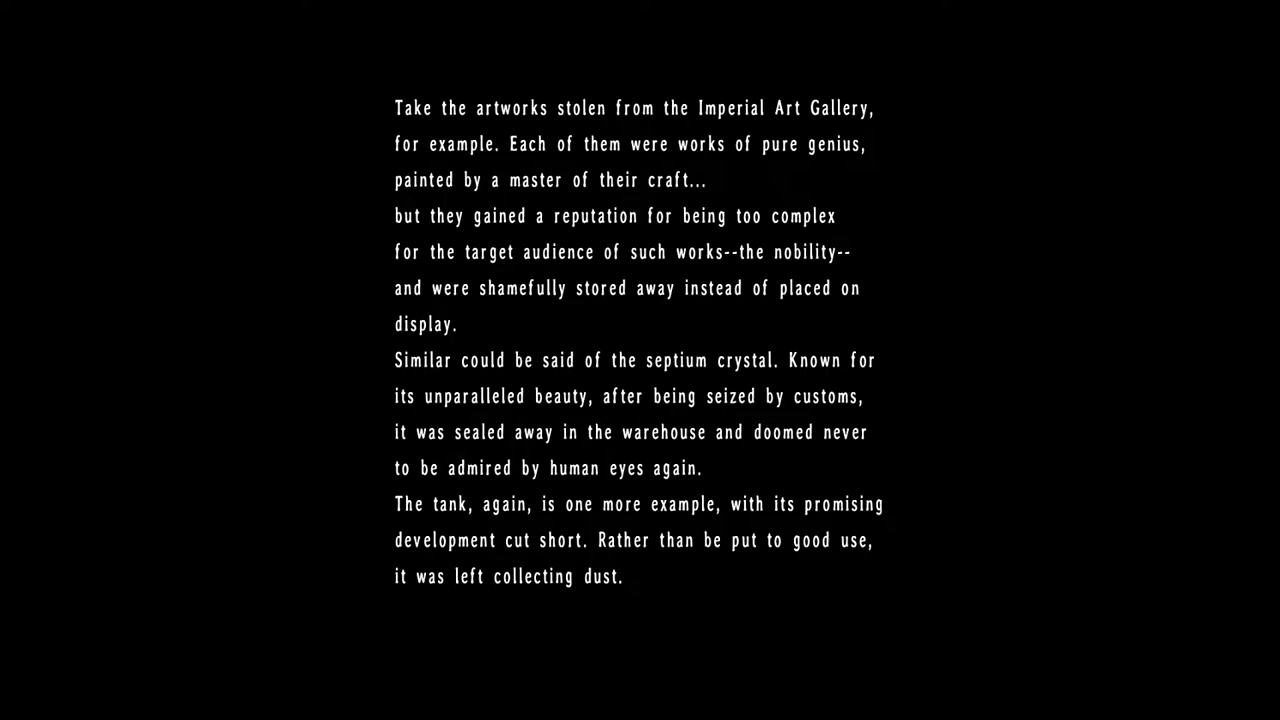 Take the artworks stolen from the Imperial Art Gallery,
for example. Each of them were works of pure genius,
painted by a master of their craft...
but they gained a reputation for being too complex
for the target audience of such works--the nobility--
and were shamefully stored away instead of placed on
display.
Similar could be said of the septium crystal. Known for
its unparalleled beauty, after being seized by customs,
it was sealed away in the warehouse and doomed never
to be admired by human eyes again.
The tank, again, is one more example, with its promising
development cut short. Rather than be put to good use,
it was left collecting dust.